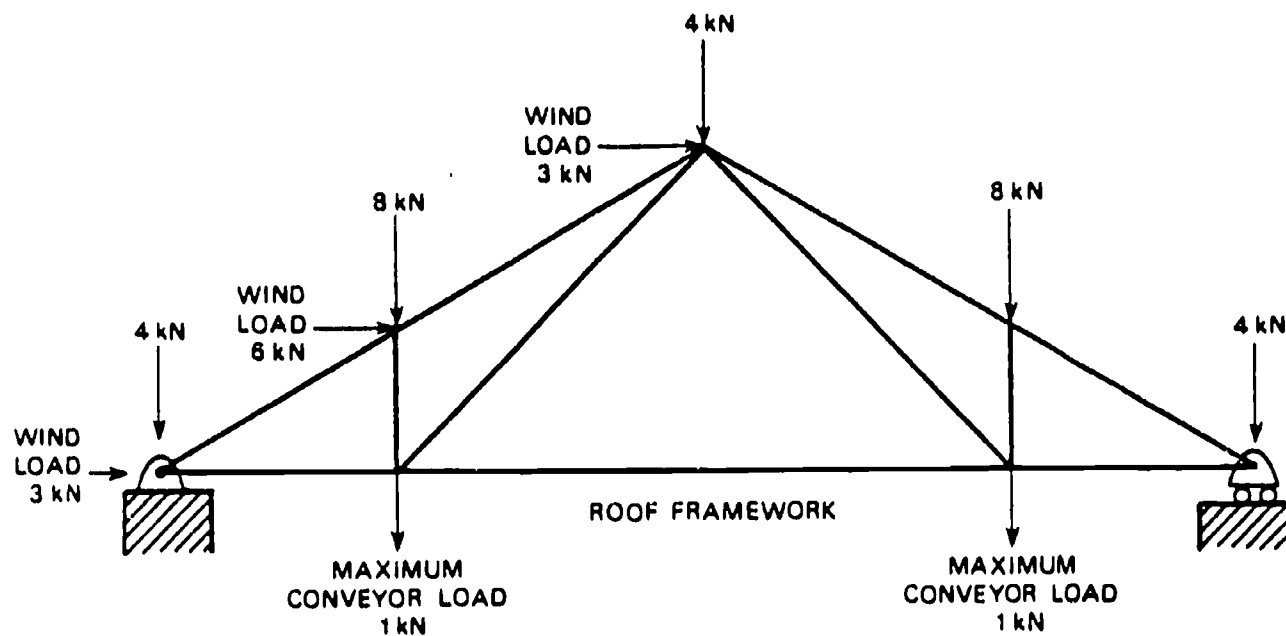 4 kN
WIND
LOAD
3 kN
8 kN
8 kN
WIND
LOAD
6 kN
4 kN
4 kN
WIND
LOAD
3 kN
ROOF FRAMEWORK
MAXIMUM
CONVEYOR LOAD
1 kN
MAXIMUM
CONVEYOR LOAD
1 kN